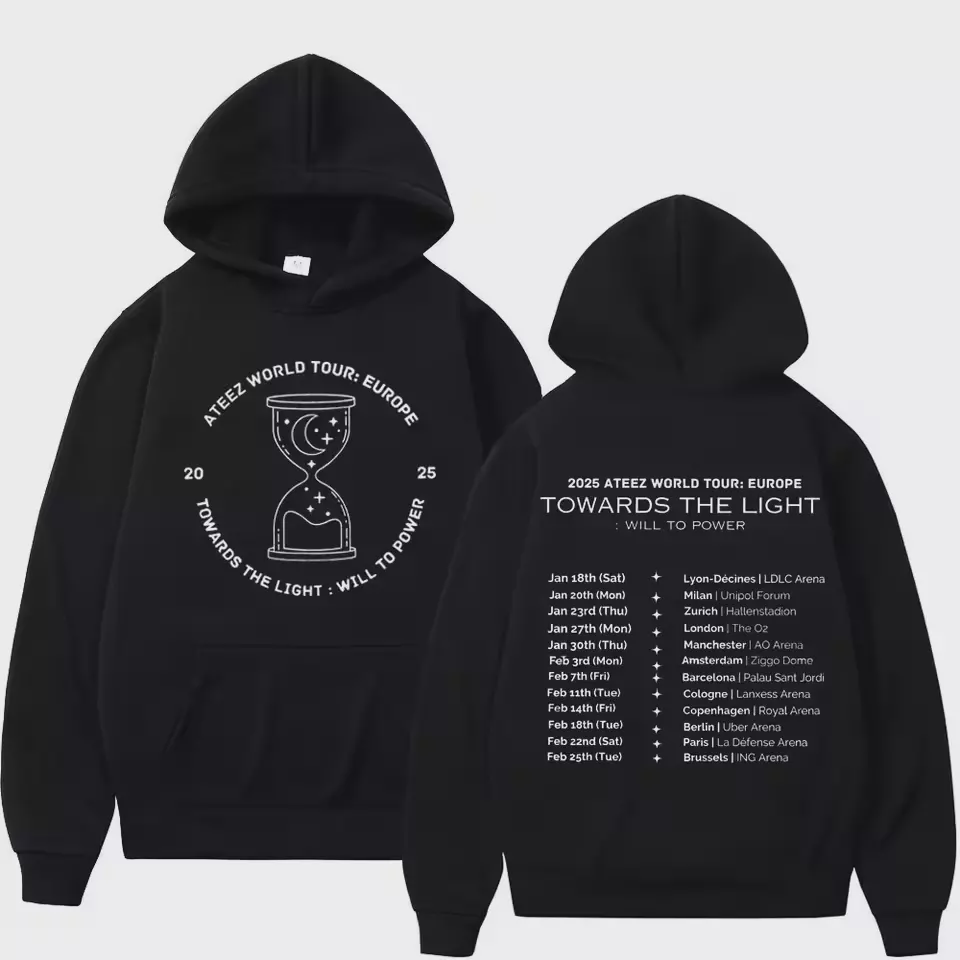 ATEEZ WORLD TOUR: EUROPE
20 25
TOWARDS THE LIGHT : WILL TO POWER
2025 ATEEZ WORLD TOUR: EUROPE
TOWARDS THE LIGHT
: WILL TO POWER
Jan 18th (Sat) Lyon-Décines | LDLC Arena
Jan 20th (Mon) Milan | Unipol Forum
Jan 23rd (Thu) Zurich | Hallenstadion
Jan 27th (Mon) London | The O2
Jan 30th (Thu) Manchester | AO Arena
Feb 3rd (Mon) Amsterdam | Ziggo Dome
Feb 7th (Fri) Barcelona | Palau Sant Jordi
Feb 11th (Tue) Cologne | Lanxess Arena
Feb 14th (Fri) Copenhagen | Royal Arena
Feb 18th (Tue) Berlin | Uber Arena
Feb 22nd (Sat) Paris | La Défense Arena
Feb 25th (Tue) Brussels | ING Arena